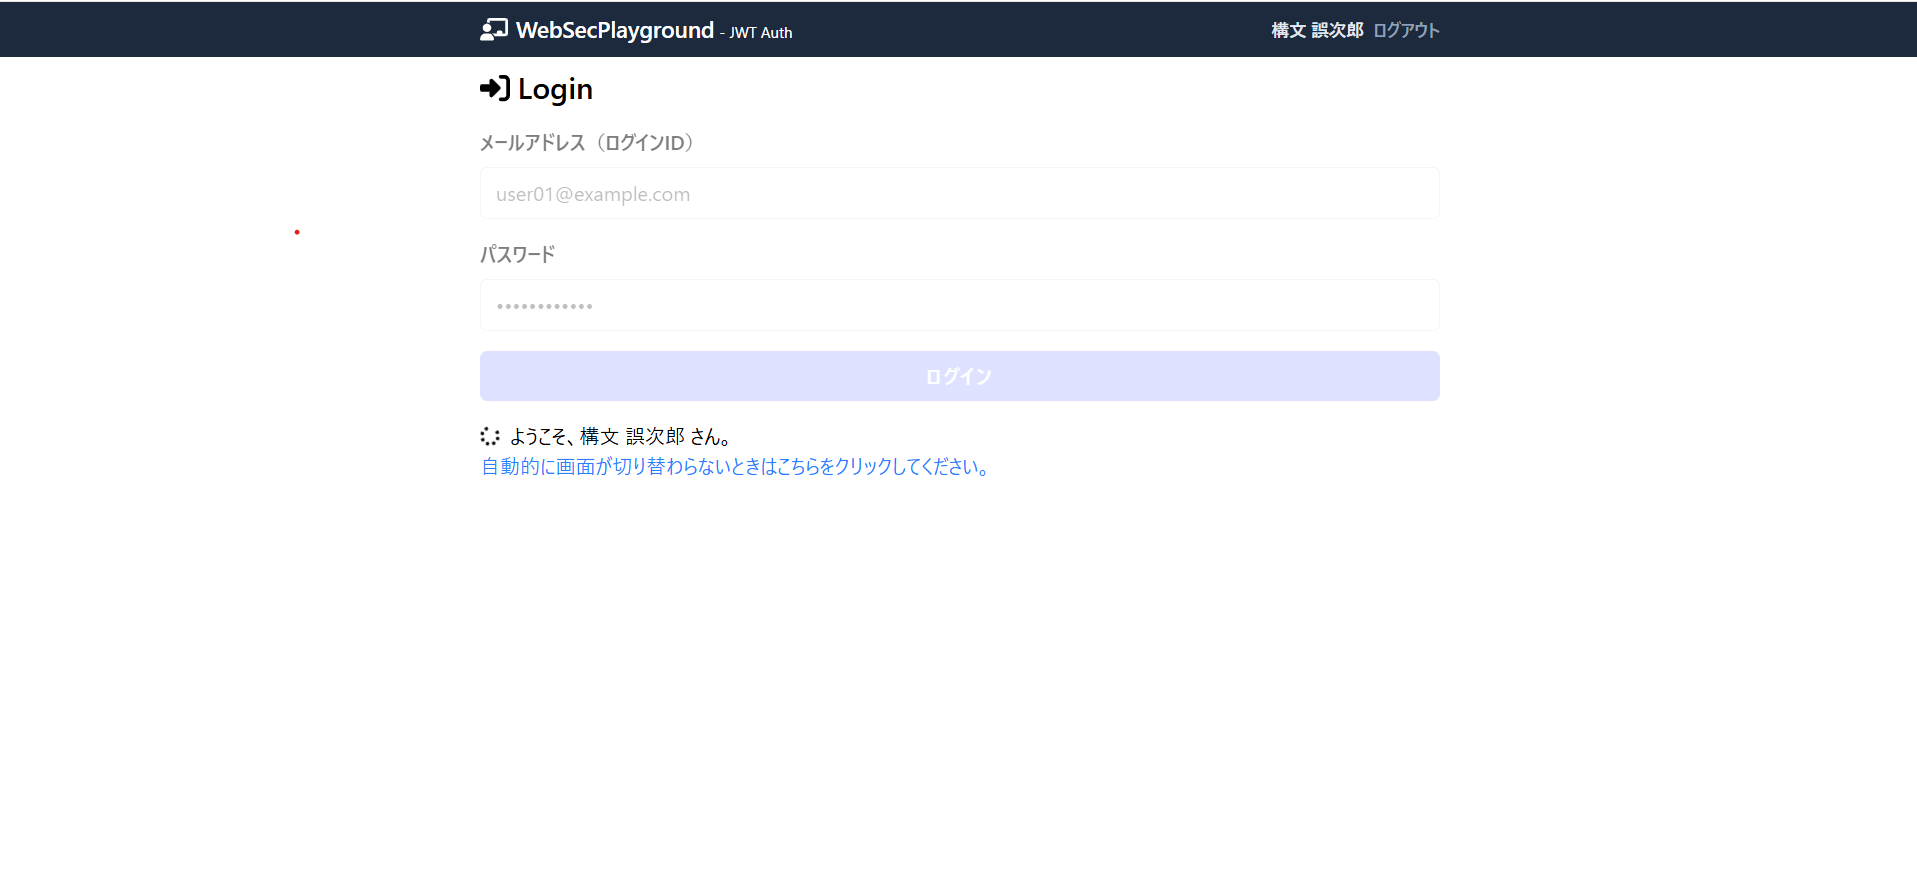 WebSecPlayground - JWT Auth
構文 誤次郎 ログアウト
Login
メールアドレス（ログインID）
user01@example.com
パスワード
••••••••••••
ログイン
ようこそ、構文 誤次郎 さん。
自動的に画面が切り替わらないときはこちらをクリックしてください。